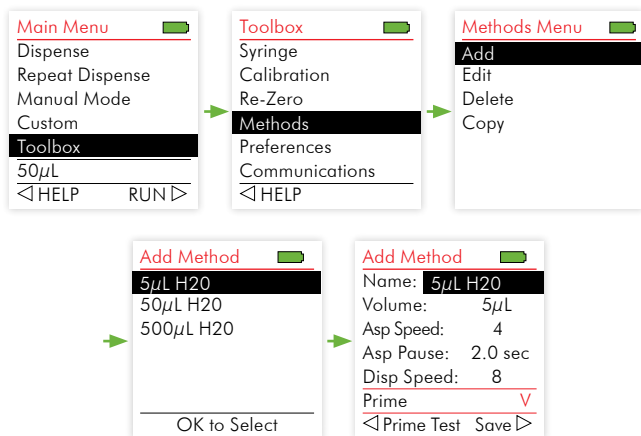 Main Menu
Dispense
Repeat Dispense
Manual Mode
Custom
Toolbox
50μL
◁ HELP RUN ▷
Toolbox
Syringe
Calibration
Re-Zero
Methods
Preferences
Communications
◁ HELP
Methods Menu
Add
Edit
Delete
Copy
Add Method
5μL H20
50μL H20
500μL H20
OK to Select
Add Method
Name: 5μL H20
Volume: 5μL
Asp Speed: 4
Asp Pause: 2.0 sec
Disp Speed: 8
Prime V
◁ Prime Test Save ▷